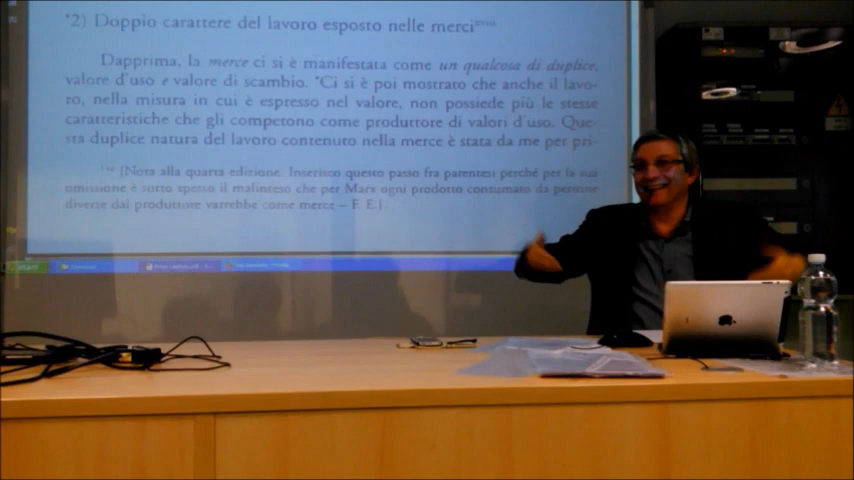 "2) Doppio carattere del lavoro esposto nelle merci
Dapprima, la merce ci si è manifestata come un qualcosa di duplice,
valore d'uso e valore di scambio. "Ci si è poi mostrato che anche il lavo-
ro, nella misura in cui è espresso nel valore, non possiede più le stesse
caratteristiche che gli competono come produttore di valori d'uso. Que-
sta duplice natura del lavoro contenuto nella merce è stata da me per pri-
[Nota alla quarta edizione. Inserisco questo passo fra parentesi perché per la sua
omissione è sorto spesso il malinteso che per Marx ogni prodotto consumato da persone
diverse dal produttore varrebbe come merce – F. E.]